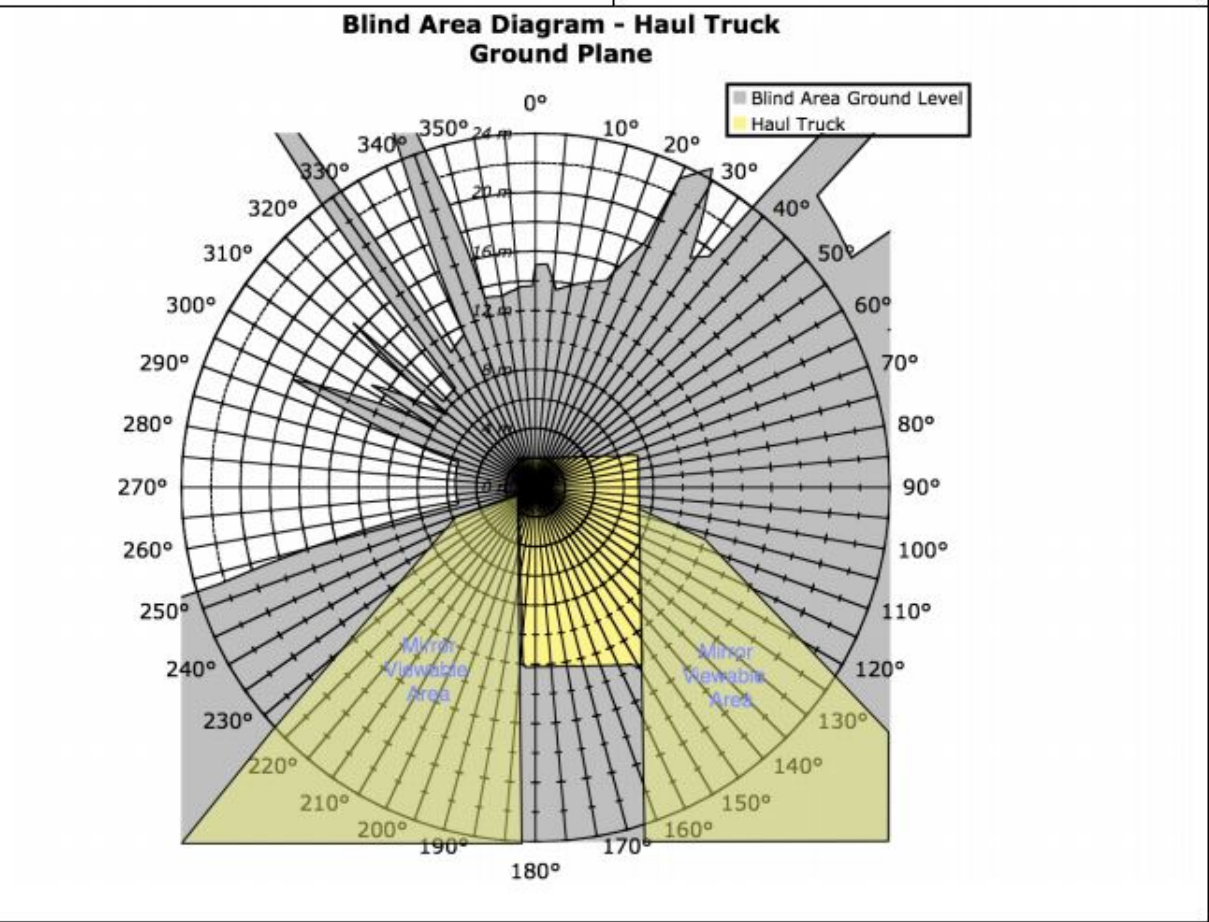 Blind Area Diagram - Haul Truck
Ground Plane
Blind Area Ground Level
Haul Truck
0°
10°
20°
30°
40°
50°
60°
70°
80°
90°
100°
110°
120°
130°
140°
150°
160°
170°
180°
190°
200°
210°
220°
230°
240°
250°
260°
270°
280°
290°
300°
310°
320°
330°
340°
350°
24 m
20 m
16 m
12 m
8 m
4 m
0 m
Mirror
Viewable
Area
Mirror
Viewable
Area